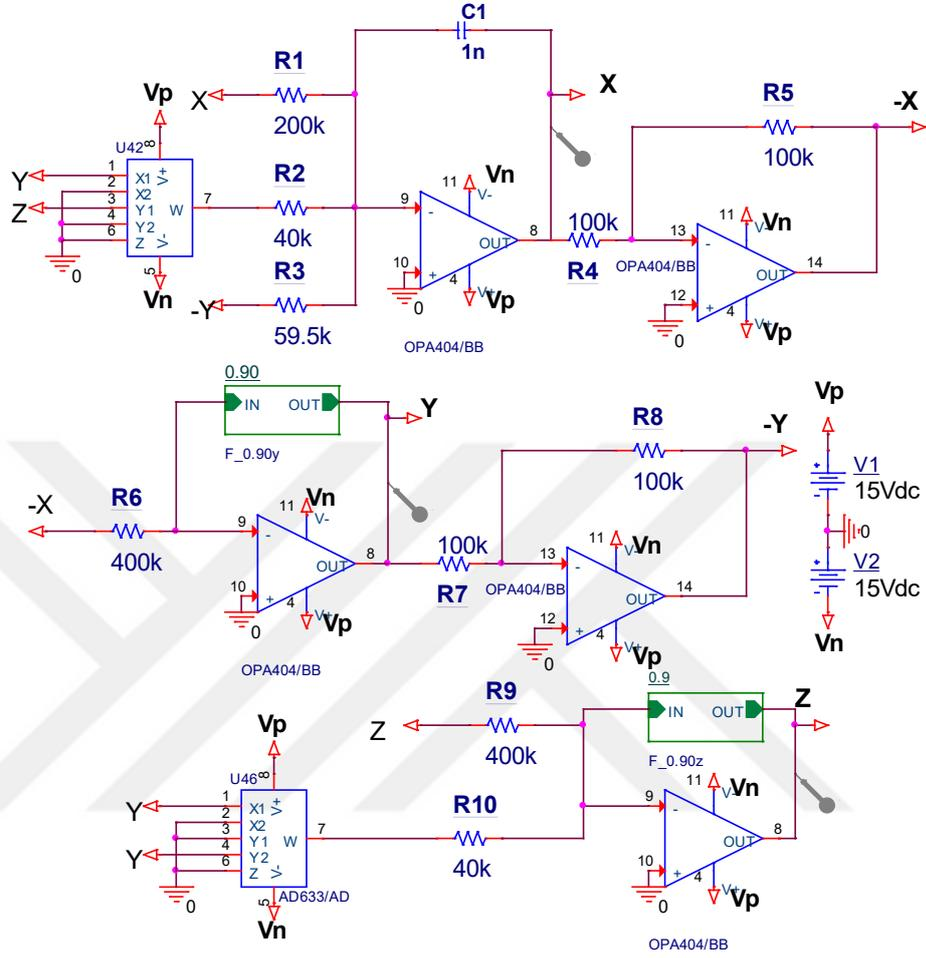 C1
1n
R1
X
200k
X
R5
-X
100k
Vp
U42
8
V+
Y
1
X1
2
X2
Z
3
Y1
4
Y2
6
Z
V-
W
7
5
Vn
0
R2
40k
R3
-Y
59.5k
9
-
10
+
0
11
V-
Vn
OUT
8
4
V+
Vp
OPA404/BB
100k
R4
OPA404/BB
13
-
12
+
0
11
V-
Vn
OUT
14
4
V+
Vp
0.90
IN
OUT
F_0.90y
Y
-X
R6
400k
9
-
10
+
0
11
V-
Vn
OUT
8
4
V+
Vp
OPA404/BB
100k
R7
R8
100k
-Y
OPA404/BB
13
-
12
+
0
11
V-
Vn
OUT
14
4
V+
Vp
Vp
+
-
V1
15Vdc
0
+
-
V2
15Vdc
Vn
Z
R9
400k
0.9
IN
OUT
F_0.90z
Z
Vp
U46
8
V+
Y
1
X1
2
X2
3
Y1
Y
4
Y2
6
Z
V-
W
7
AD633/AD
5
Vn
0
R10
40k
9
-
10
+
0
11
V-
Vn
OUT
8
4
V+
Vp
OPA404/BB